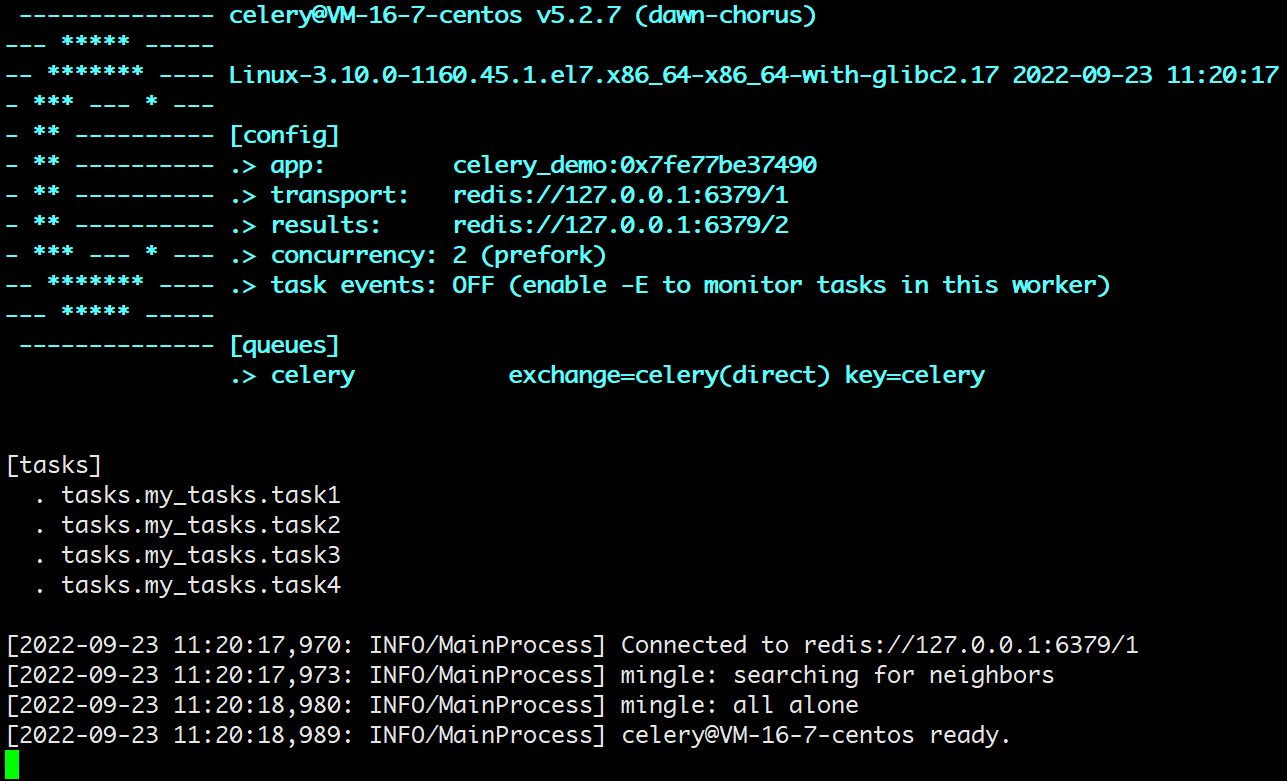 -------------- celery@VM-16-7-centos v5.2.7 (dawn-chorus)
--- ***** -----
-- ******* ---- Linux-3.10.0-1160.45.1.el7.x86_64-x86_64-with-glibc2.17 2022-09-23 11:20:17
- *** --- * ---
- ** ---------- [config]
- ** ---------- .> app:         celery_demo:0x7fe77be37490
- ** ---------- .> transport:   redis://127.0.0.1:6379/1
- ** ---------- .> results:     redis://127.0.0.1:6379/2
- *** --- * --- .> concurrency: 2 (prefork)
-- ******* ---- .> task events: OFF (enable -E to monitor tasks in this worker)
--- ***** -----
 -------------- [queues]
                .> celery           exchange=celery(direct) key=celery
[tasks]
  . tasks.my_tasks.task1
  . tasks.my_tasks.task2
  . tasks.my_tasks.task3
  . tasks.my_tasks.task4
[2022-09-23 11:20:17,970: INFO/MainProcess] Connected to redis://127.0.0.1:6379/1
[2022-09-23 11:20:17,973: INFO/MainProcess] mingle: searching for neighbors
[2022-09-23 11:20:18,980: INFO/MainProcess] mingle: all alone
[2022-09-23 11:20:18,989: INFO/MainProcess] celery@VM-16-7-centos ready.